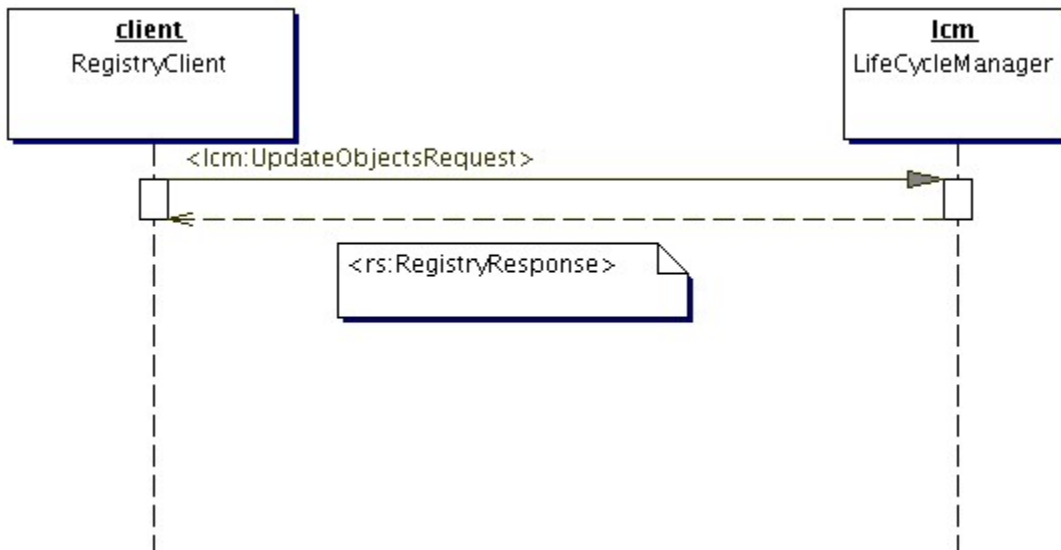 client
RegistryClient
lcm
LifeCycleManager
<lcm:UpdateObjectsRequest>
<rs:RegistryResponse>